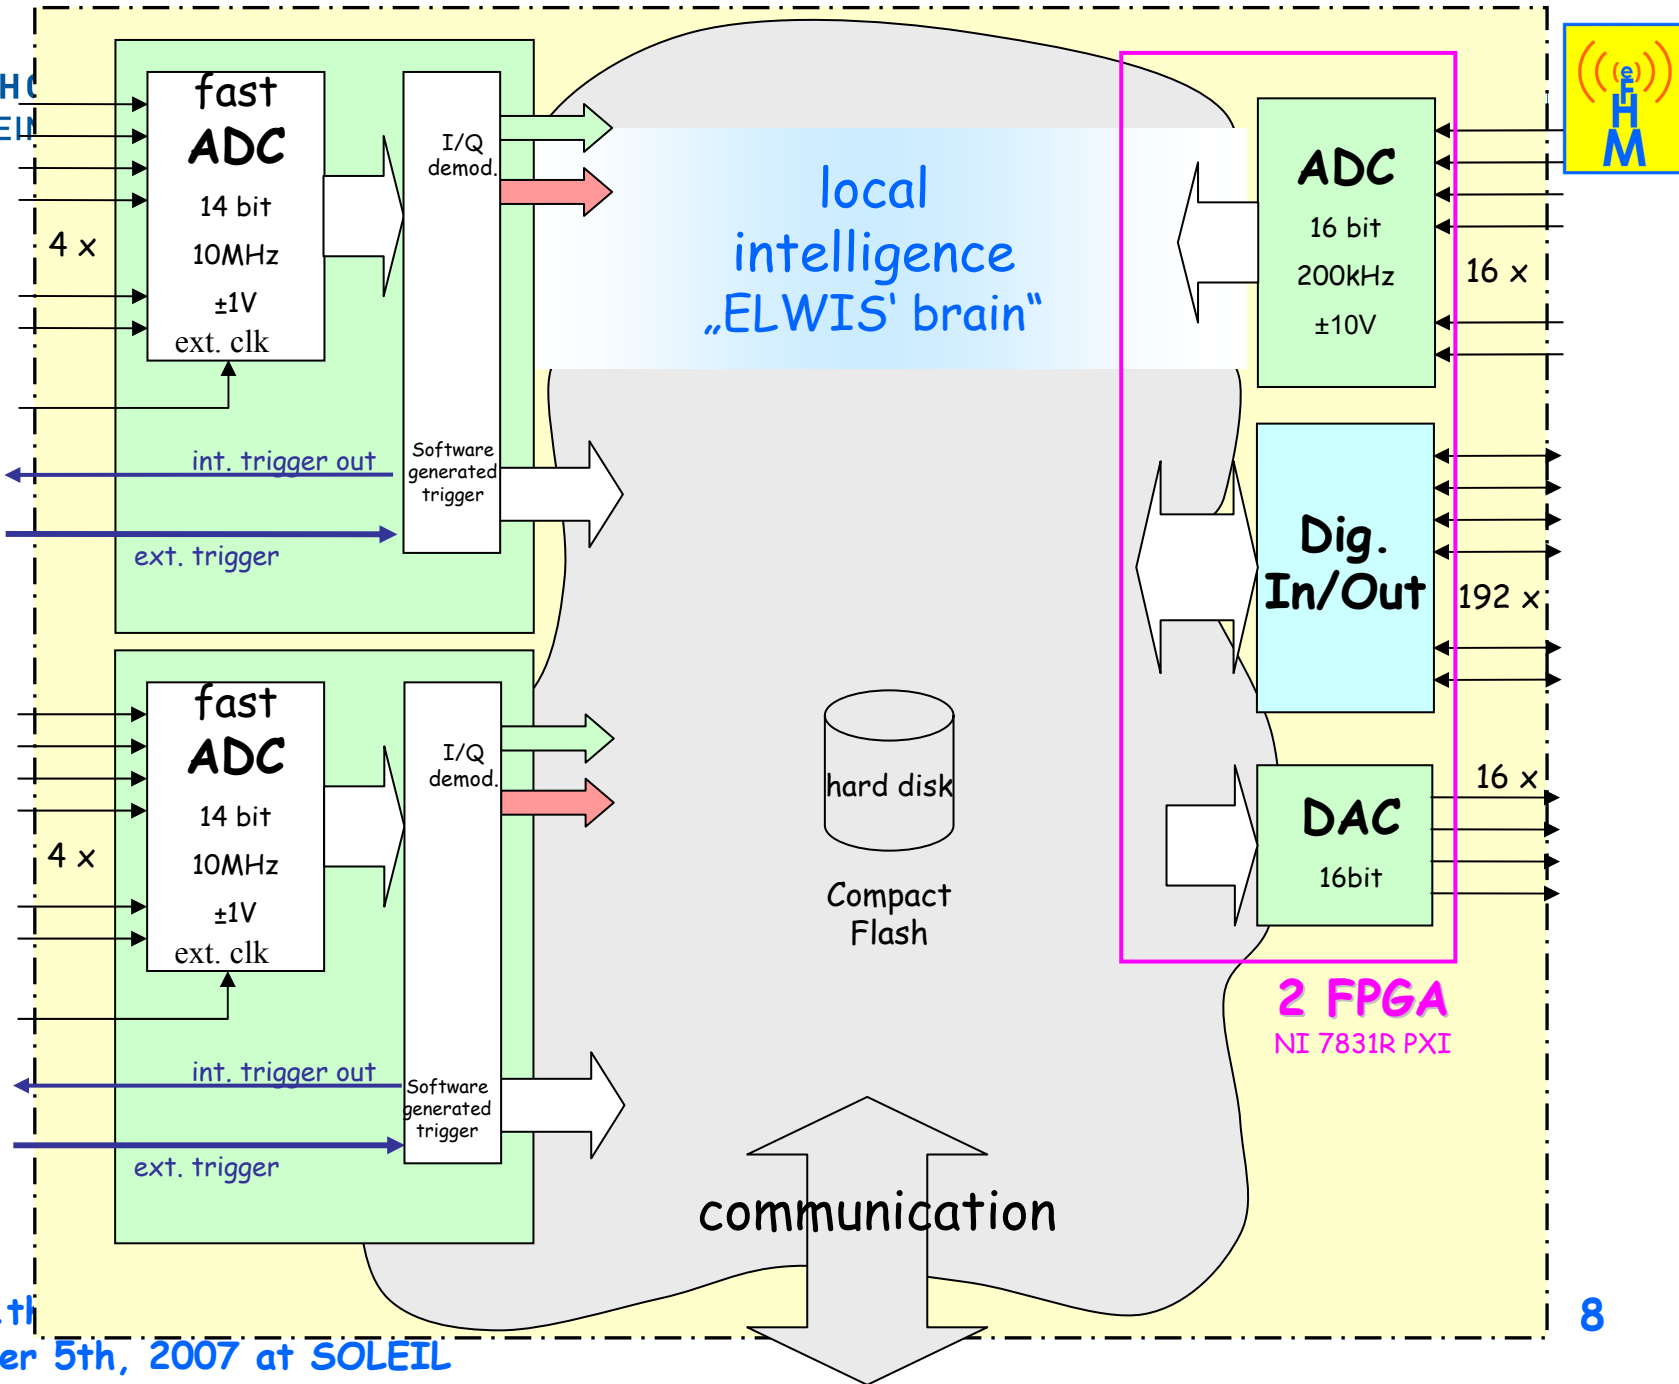 fast
ADC
14 bit
10MHz
±1V
ext. clk
4 x
I/Q
demod.
int. trigger out
ext. trigger
Software
generated
trigger
fast
ADC
14 bit
10MHz
±1V
ext. clk
4 x
I/Q
demod.
int. trigger out
ext. trigger
Software
generated
trigger
local
intelligence
„ELWIS‘ brain“
hard disk
Compact
Flash
communication
ADC
16 bit
200kHz
±10V
16 x
Dig.
In/Out
192 x
DAC
16bit
16 x
2 FPGA
NI 7831R PXI
e
F
H
M
er 5th, 2007 at SOLEIL
8